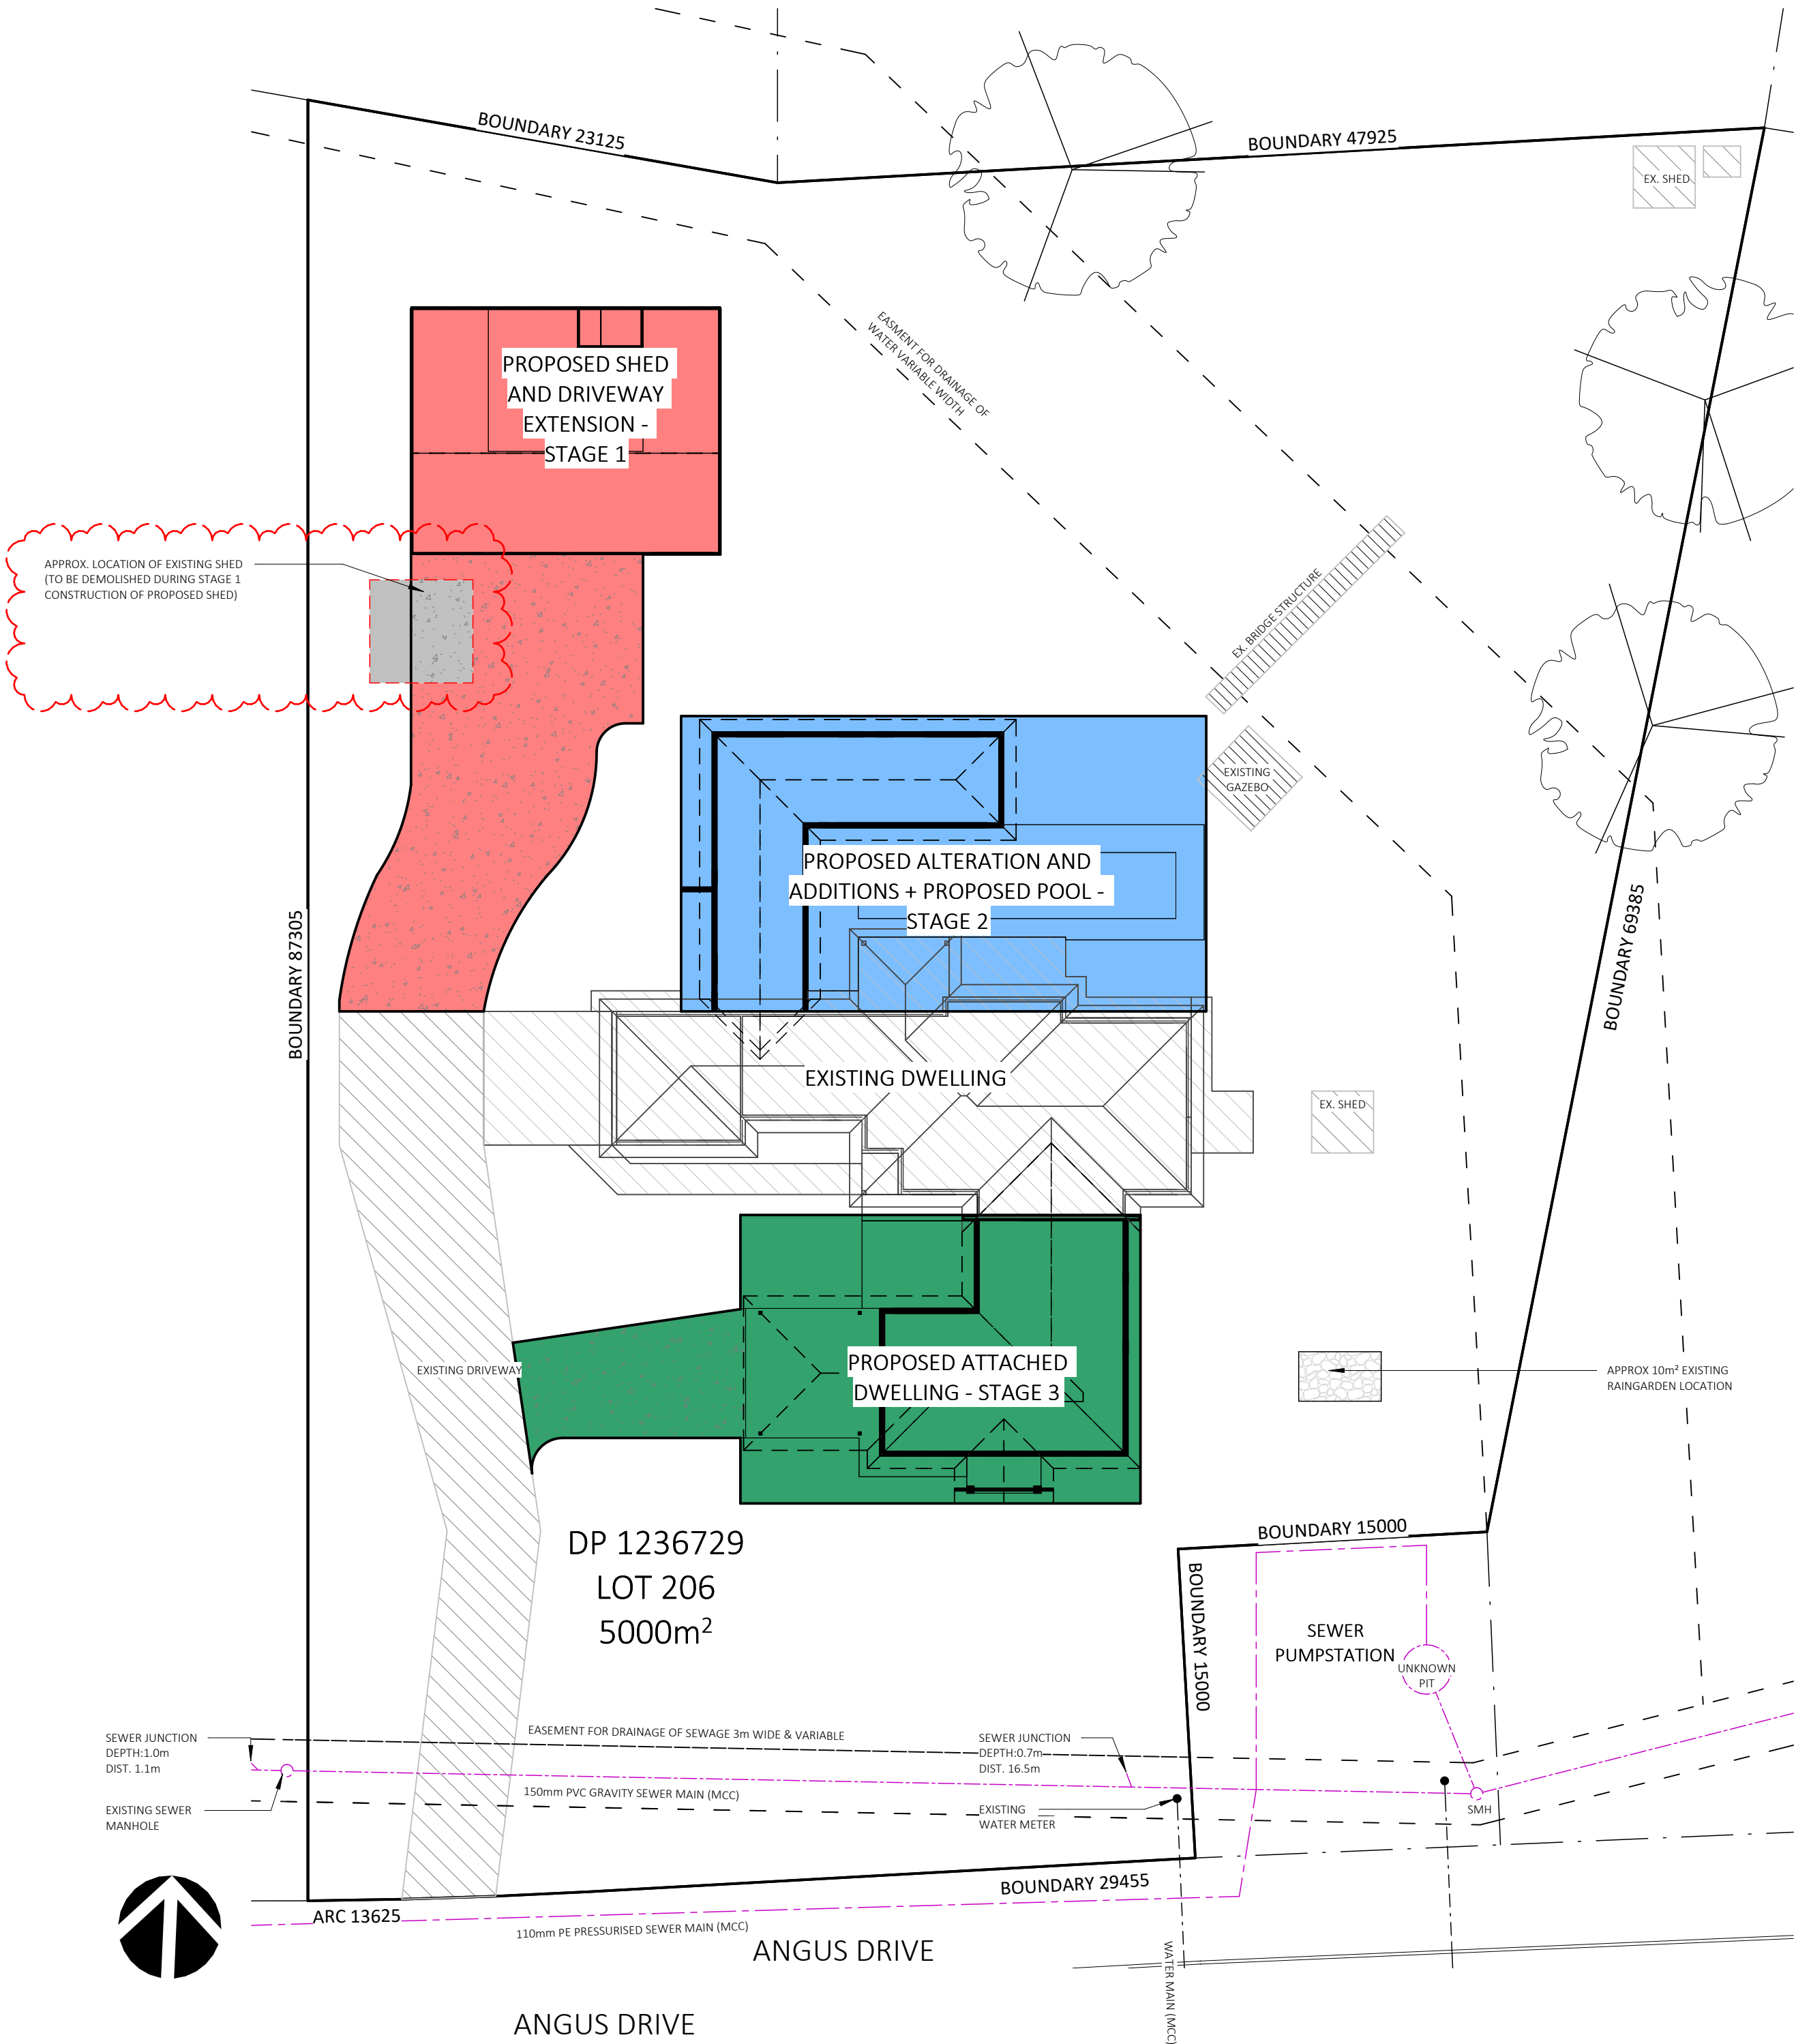 BOUNDARY 23125
BOUNDARY 47925
EX. SHED
EASMENT FOR DRAINAGE OF
WATER VARIABLE WIDTH
PROPOSED SHED
AND DRIVEWAY
EXTENSION -
STAGE 1
APPROX. LOCATION OF EXISTING SHED
(TO BE DEMOLISHED DURING STAGE 1
CONSTRUCTION OF PROPOSED SHED)
EX. BRIDGE STRUCTURE
EXISTING
GAZEBO
PROPOSED ALTERATION AND
ADDITIONS + PROPOSED POOL -
STAGE 2
BOUNDARY 87305
BOUNDARY 69385
EXISTING DWELLING
EX. SHED
EXISTING DRIVEWAY
PROPOSED ATTACHED
DWELLING - STAGE 3
APPROX 10m² EXISTING
RAINGARDEN LOCATION
DP 1236729
LOT 206
5000m²
BOUNDARY 15000
BOUNDARY 15000
SEWER
PUMPSTATION
UNKNOWN
PIT
SEWER JUNCTION
DEPTH:1.0m
DIST. 1.1m
EASEMENT FOR DRAINAGE OF SEWAGE 3m WIDE & VARIABLE
SEWER JUNCTION
DEPTH:0.7m
DIST. 16.5m
150mm PVC GRAVITY SEWER MAIN (MCC)
EXISTING SEWER
MANHOLE
EXISTING
WATER METER
SMH
BOUNDARY 29455
ARC 13625
110mm PE PRESSURISED SEWER MAIN (MCC)
ANGUS DRIVE
WATER MAIN (MCC)
ANGUS DRIVE